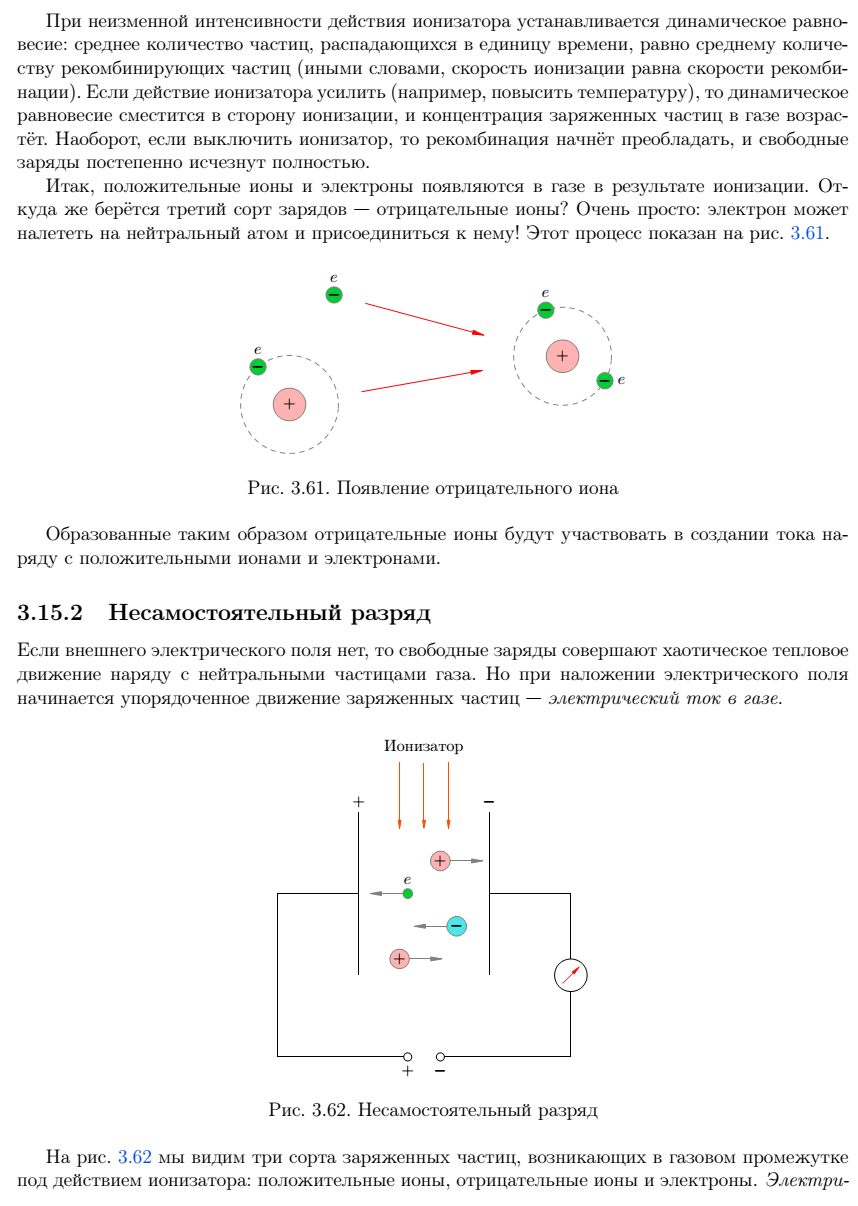 При неизменной интенсивности действия ионизатора устанавливается динамическое равно-
весие: среднее количество частиц, распадающихся в единицу времени, равно среднему количе-
ству рекомбинирующих частиц (иными словами, скорость ионизации равна скорости рекомби-
нации). Если действие ионизатора усилить (например, повысить температуру), то динамическое
равновесие сместится в сторону ионизации, и концентрация заряженных частиц в газе возрас-
тёт. Наоборот, если выключить ионизатор, то рекомбинация начнёт преобладать, и свободные
заряды постепенно исчезнут полностью.
Итак, положительные ионы и электроны появляются в газе в результате ионизации. От-
куда же берётся третий сорт зарядов — отрицательные ионы? Очень просто: электрон может
налететь на нейтральный атом и присоединиться к нему! Этот процесс показан на рис. 3.61.
e
−
e
−
+
e
−
+
− e
Рис. 3.61. Появление отрицательного иона
Образованные таким образом отрицательные ионы будут участвовать в создании тока на-
ряду с положительными ионами и электронами.
3.15.2 Несамостоятельный разряд
Если внешнего электрического поля нет, то свободные заряды совершают хаотическое тепловое
движение наряду с нейтральными частицами газа. Но при наложении электрического поля
начинается упорядоченное движение заряженных частиц — электрический ток в газе.
Ионизатор
+ −
+
e
−
+
+ −
Рис. 3.62. Несамостоятельный разряд
На рис. 3.62 мы видим три сорта заряженных частиц, возникающих в газовом промежутке
под действием ионизатора: положительные ионы, отрицательные ионы и электроны. Электри-